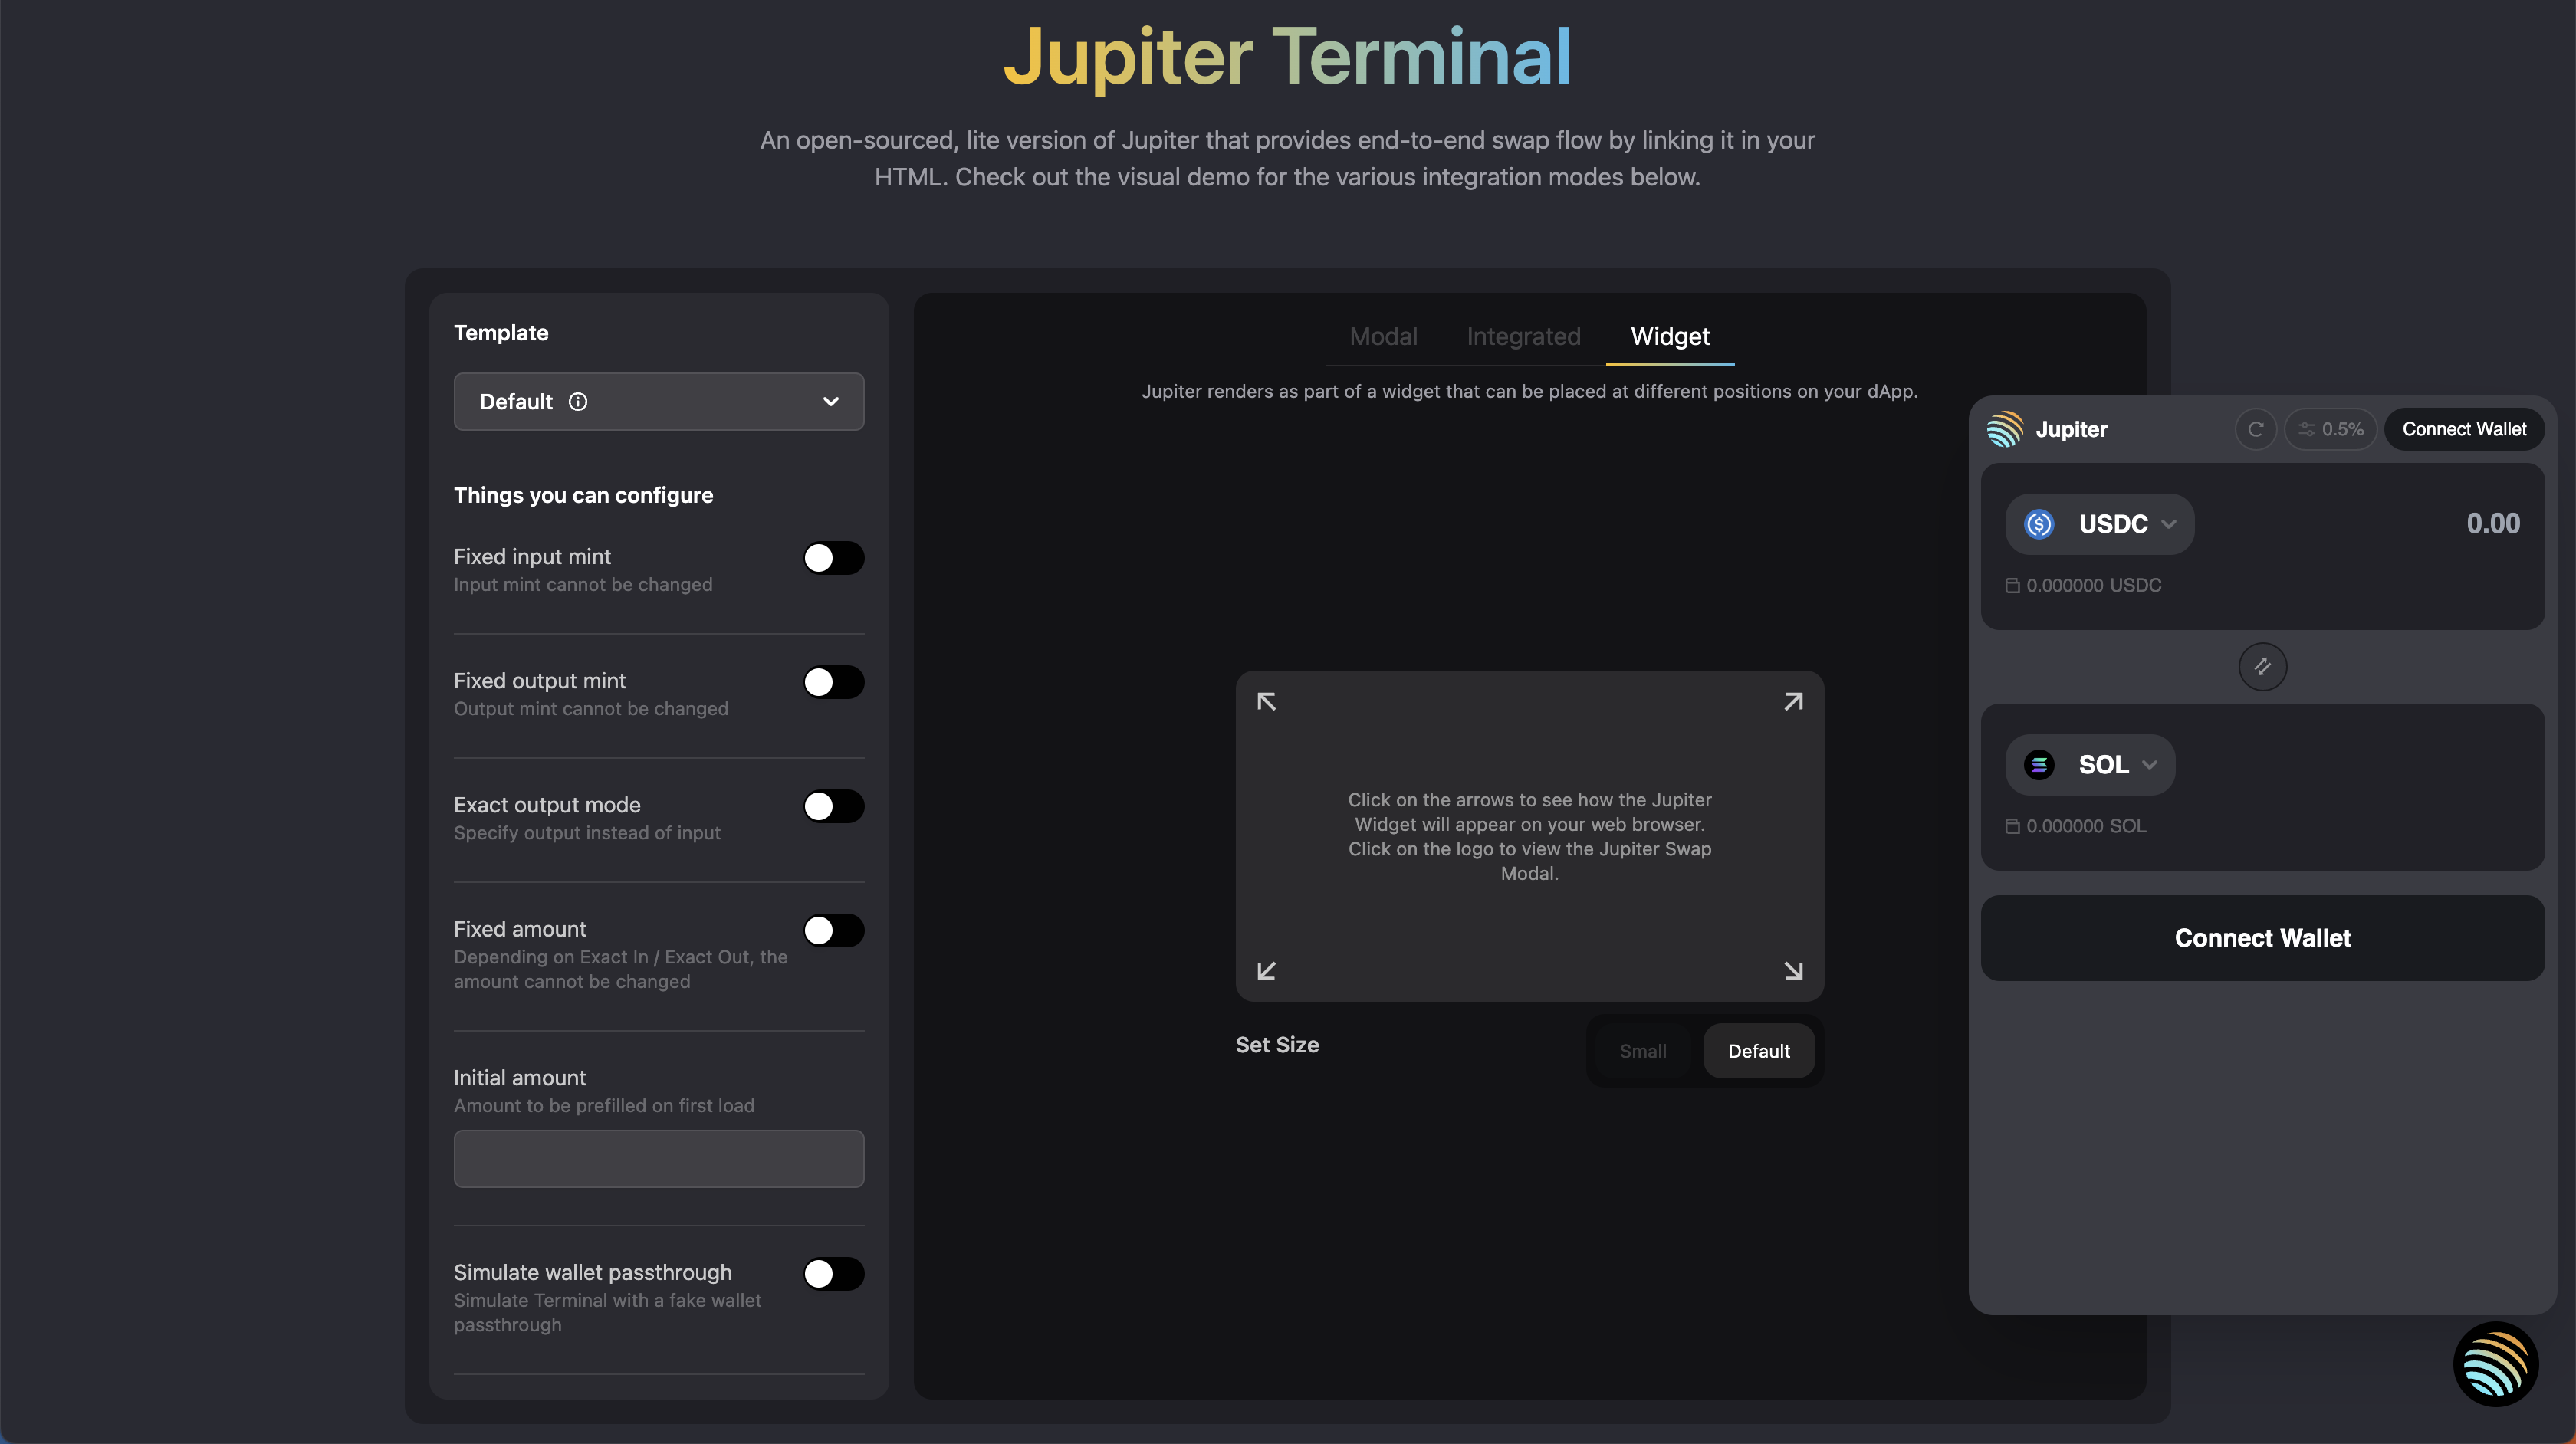 Jupiter Terminal
An open-sourced, lite version of Jupiter that provides end-to-end swap flow by linking it in your
HTML. Check out the visual demo for the various integration modes below.
Template
Default
Things you can configure
Fixed input mint
Input mint cannot be changed
Fixed output mint
Output mint cannot be changed
Exact output mode
Specify output instead of input
Fixed amount
Depending on Exact In / Exact Out, the
amount cannot be changed
Initial amount
Amount to be prefilled on first load
Simulate wallet passthrough
Simulate Terminal with a fake wallet
passthrough
Modal Integrated Widget
Jupiter renders as part of a widget that can be placed at different positions on your dApp.
Click on the arrows to see how the Jupiter
Widget will appear on your web browser.
Click on the logo to view the Jupiter Swap
Modal.
Set Size Small Default
Jupiter 0.5% Connect Wallet
USDC 0.00
0.000000 USDC
SOL
0.000000 SOL
Connect Wallet